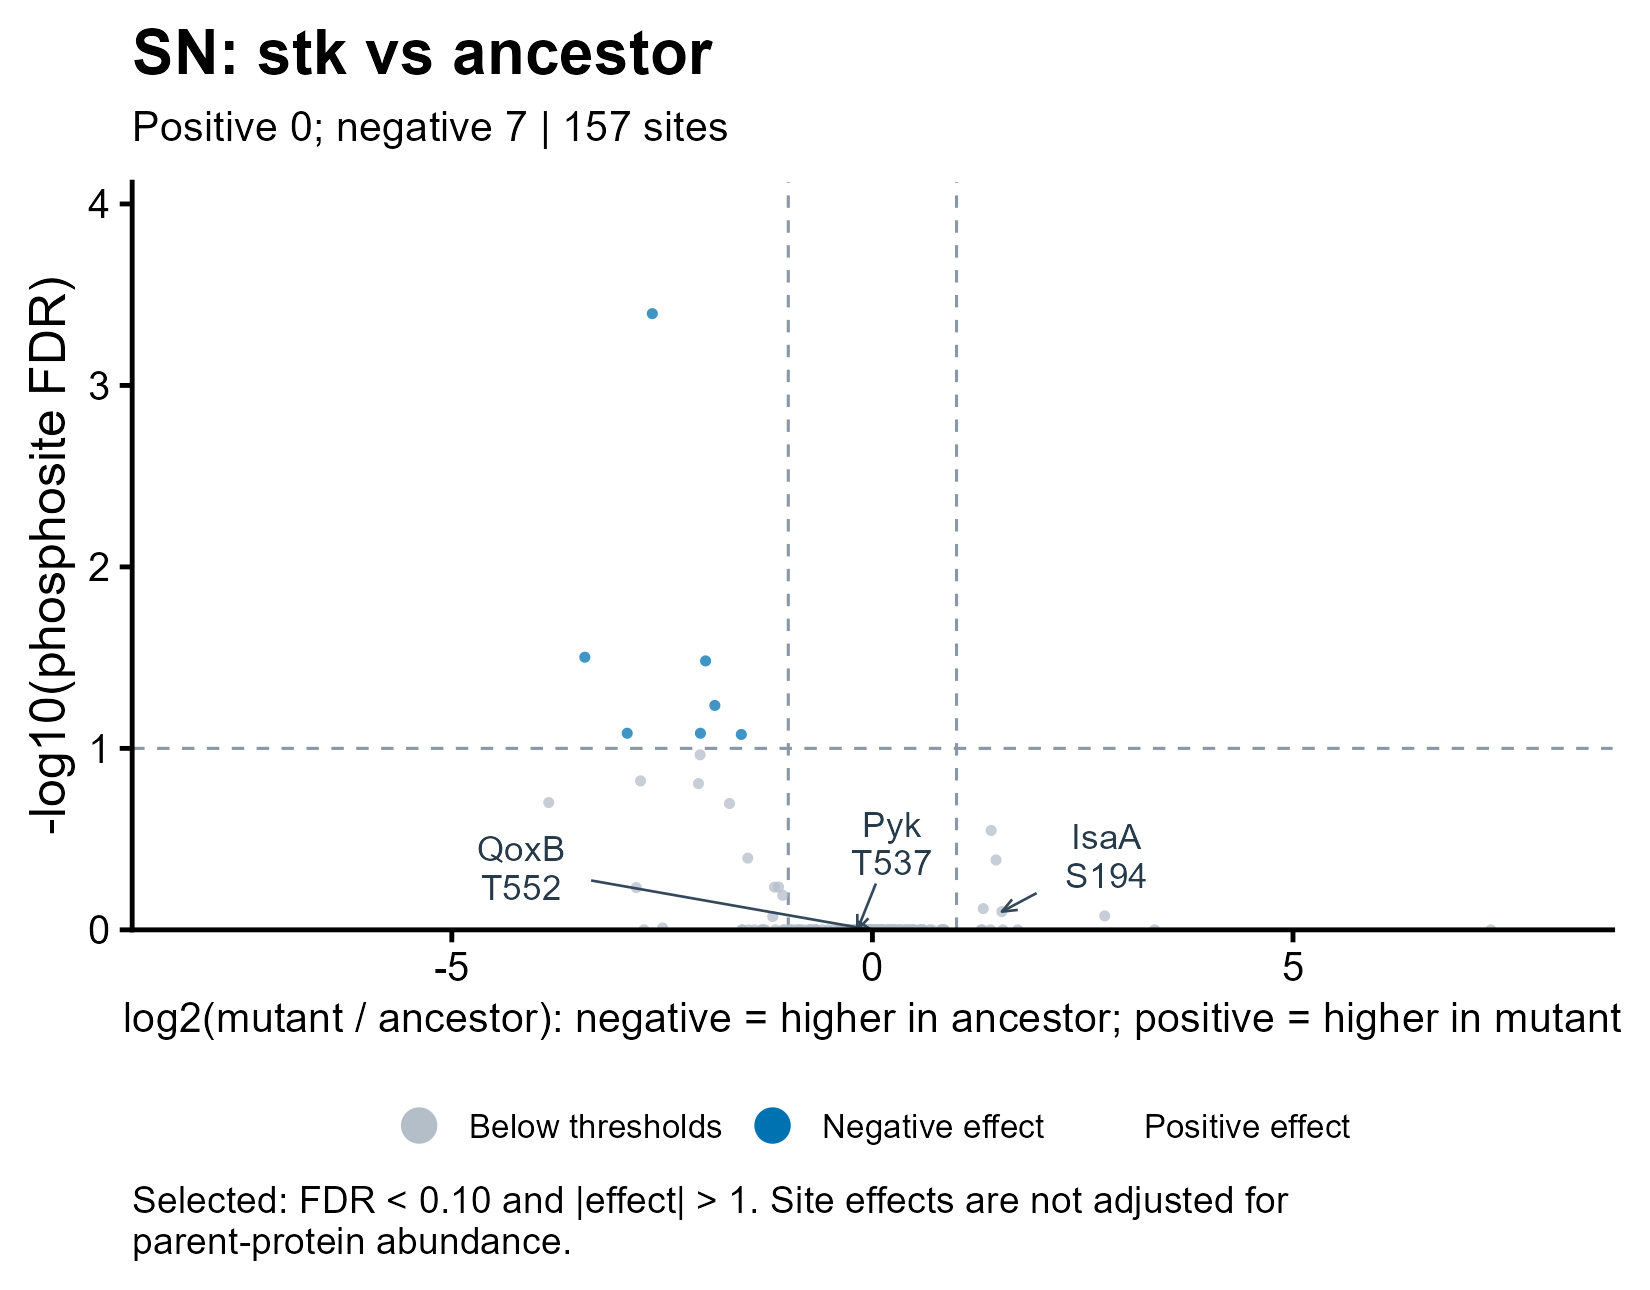 SN: stk vs ancestor
Positive 0; negative 7 | 157 sites
-log10(phosphosite FDR)
4
3
2
1
0
QoxB
T552
Pyk
T537
IsaA
S194
-5
0
5
log2(mutant / ancestor): negative = higher in ancestor; positive = higher in mutant
Below thresholds
Negative effect
Positive effect
Selected: FDR < 0.10 and |effect| > 1. Site effects are not adjusted for
parent-protein abundance.